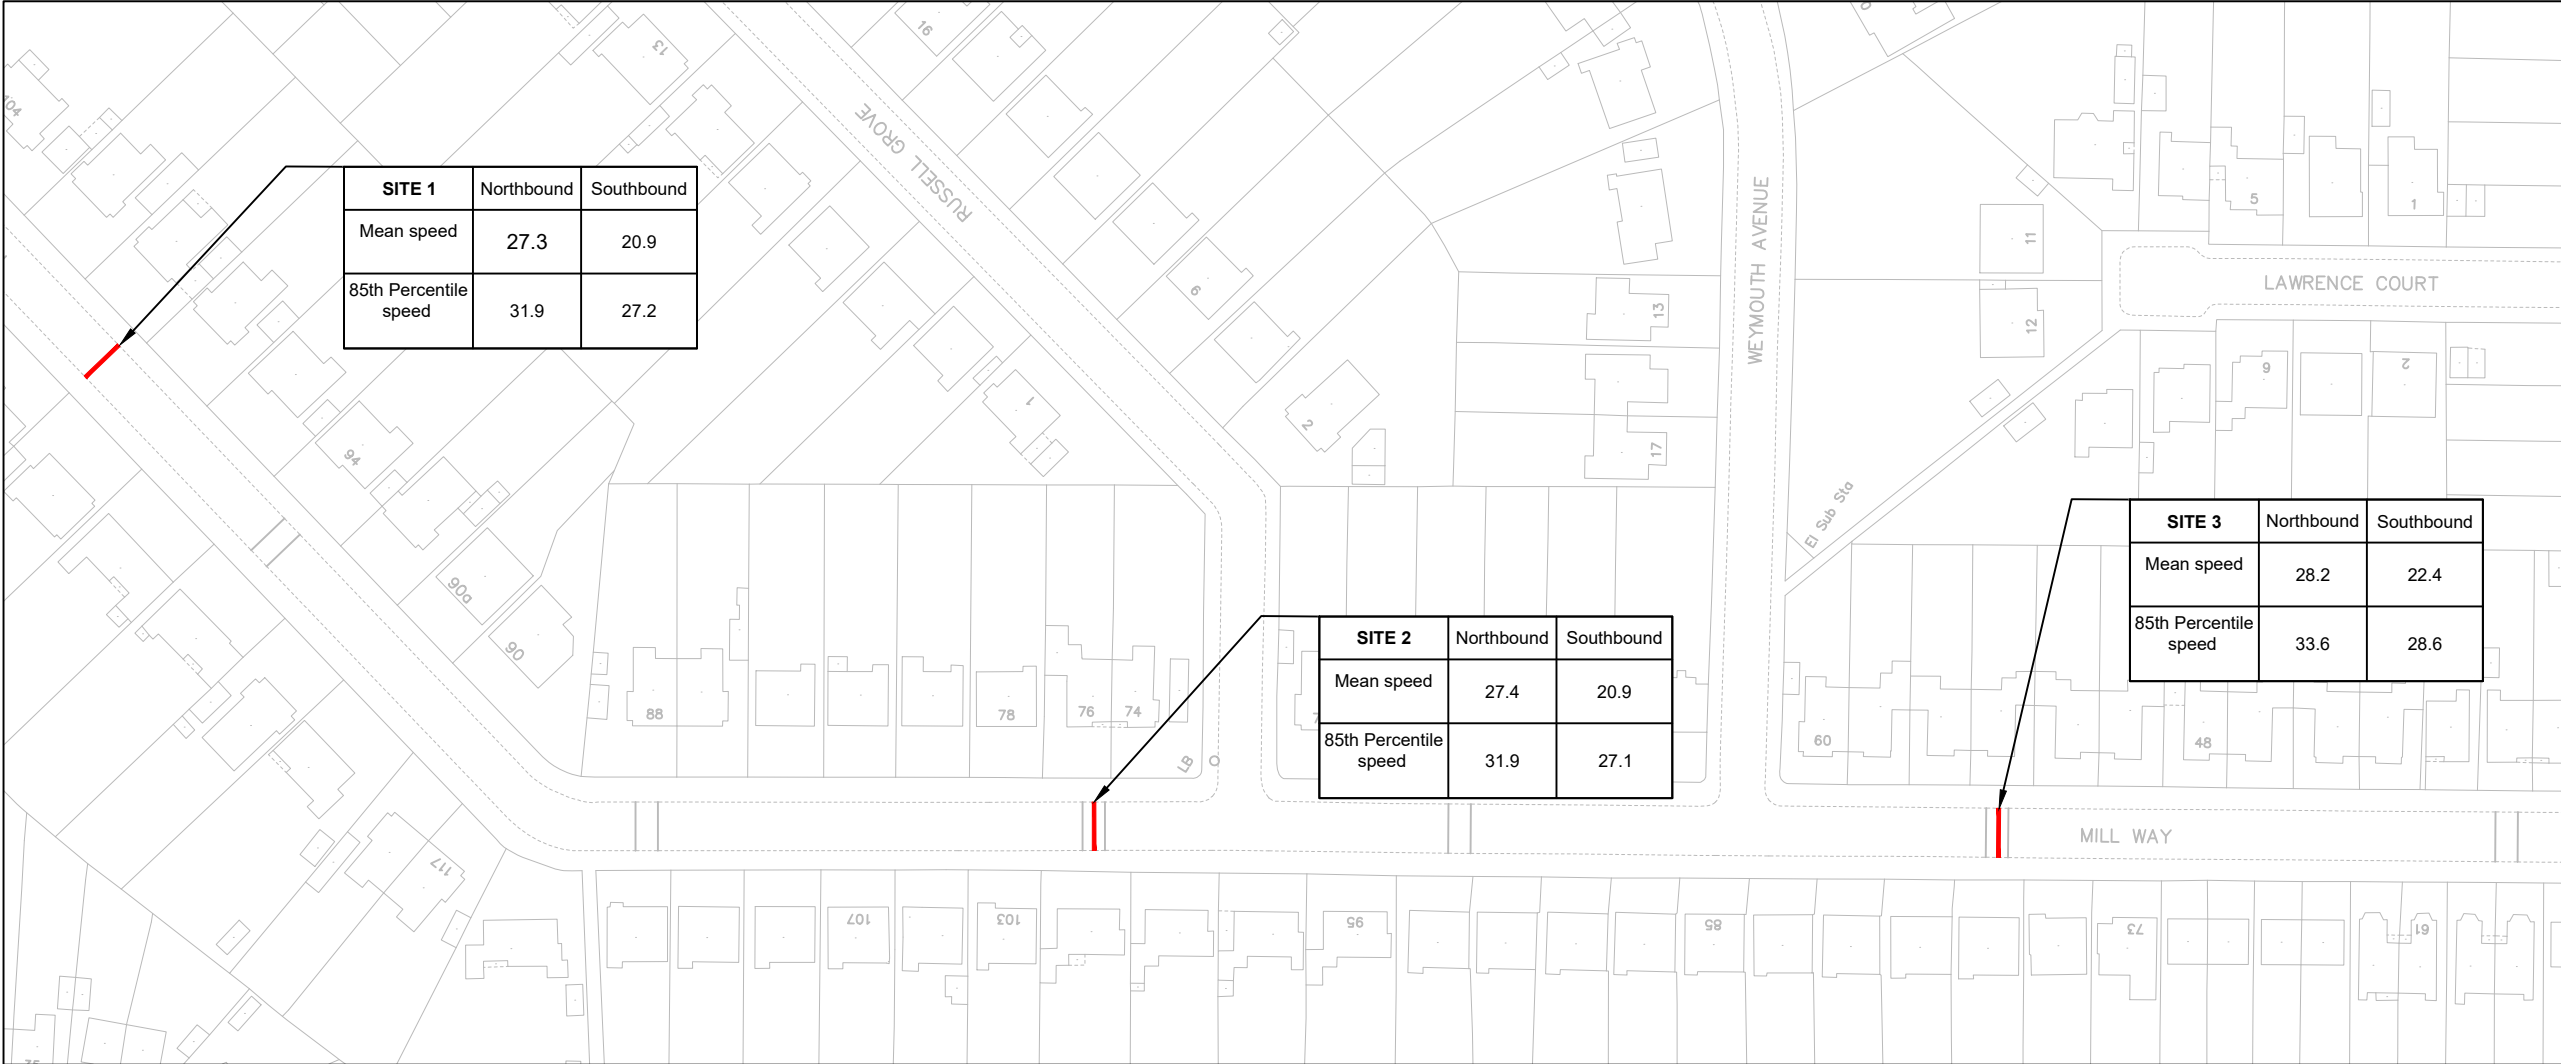 16
13
104
RUSSELL GROVE
WEYMOUTH AVENUE
SITE 1 Northbound Southbound
Mean speed 27.3 20.9
85th Percentile
speed 31.9 27.2
5
1
11
LAWRENCE COURT
6
13
12
6
2
1
2
94
17
El Sub Sta
SITE 3 Northbound Southbound
Mean speed 28.2 22.4
85th Percentile
speed 33.6 28.6
90a
90
SITE 2 Northbound Southbound
Mean speed 27.4 20.9
85th Percentile
speed 31.9 27.1
88
78
76
74
60
48
LB
MILL WAY
117
107
103
95
85
73
61